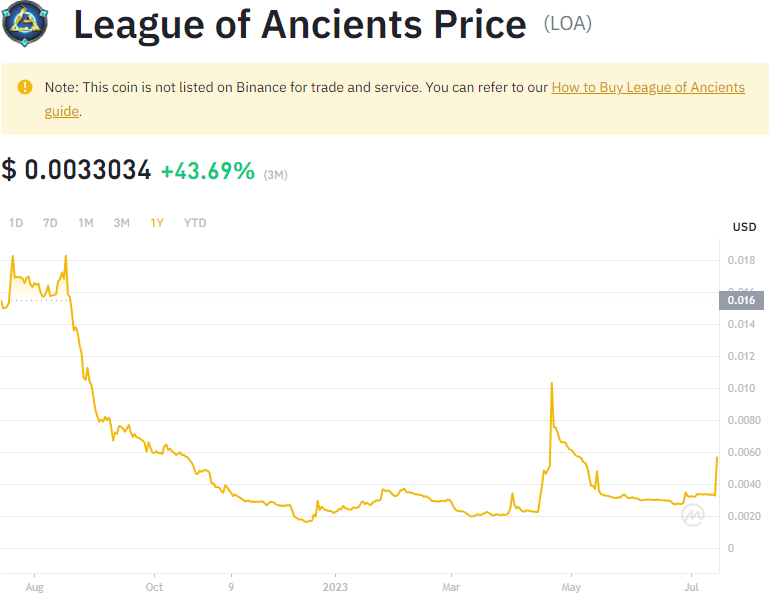 League of Ancients Price (LOA)
Note: This coin is not listed on Binance for trade and service. You can refer to our How to Buy League of Ancients
guide.
$ 0.0033034 +43.69% (3M)
1D 7D 1M 3M 1Y YTD
USD
0.018
0.016
0.016
0.014
0.012
0.010
0.0080
0.0060
0.0040
0.0020
0
Aug Oct 9 2023 Mar May Jul